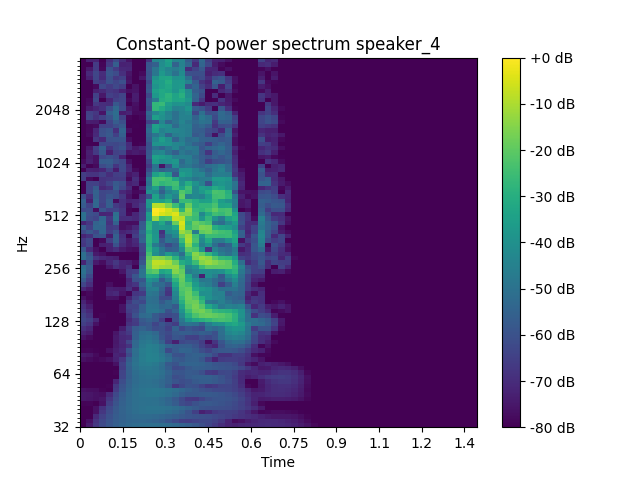 Constant-Q power spectrum speaker_4
+0 dB
-10 dB
-20 dB
-30 dB
-40 dB
-50 dB
-60 dB
-70 dB
-80 dB
2048
1024
512
256
128
64
32
Hz
0 0.15 0.3 0.45 0.6 0.75 0.9 1.1 1.2 1.4
Time